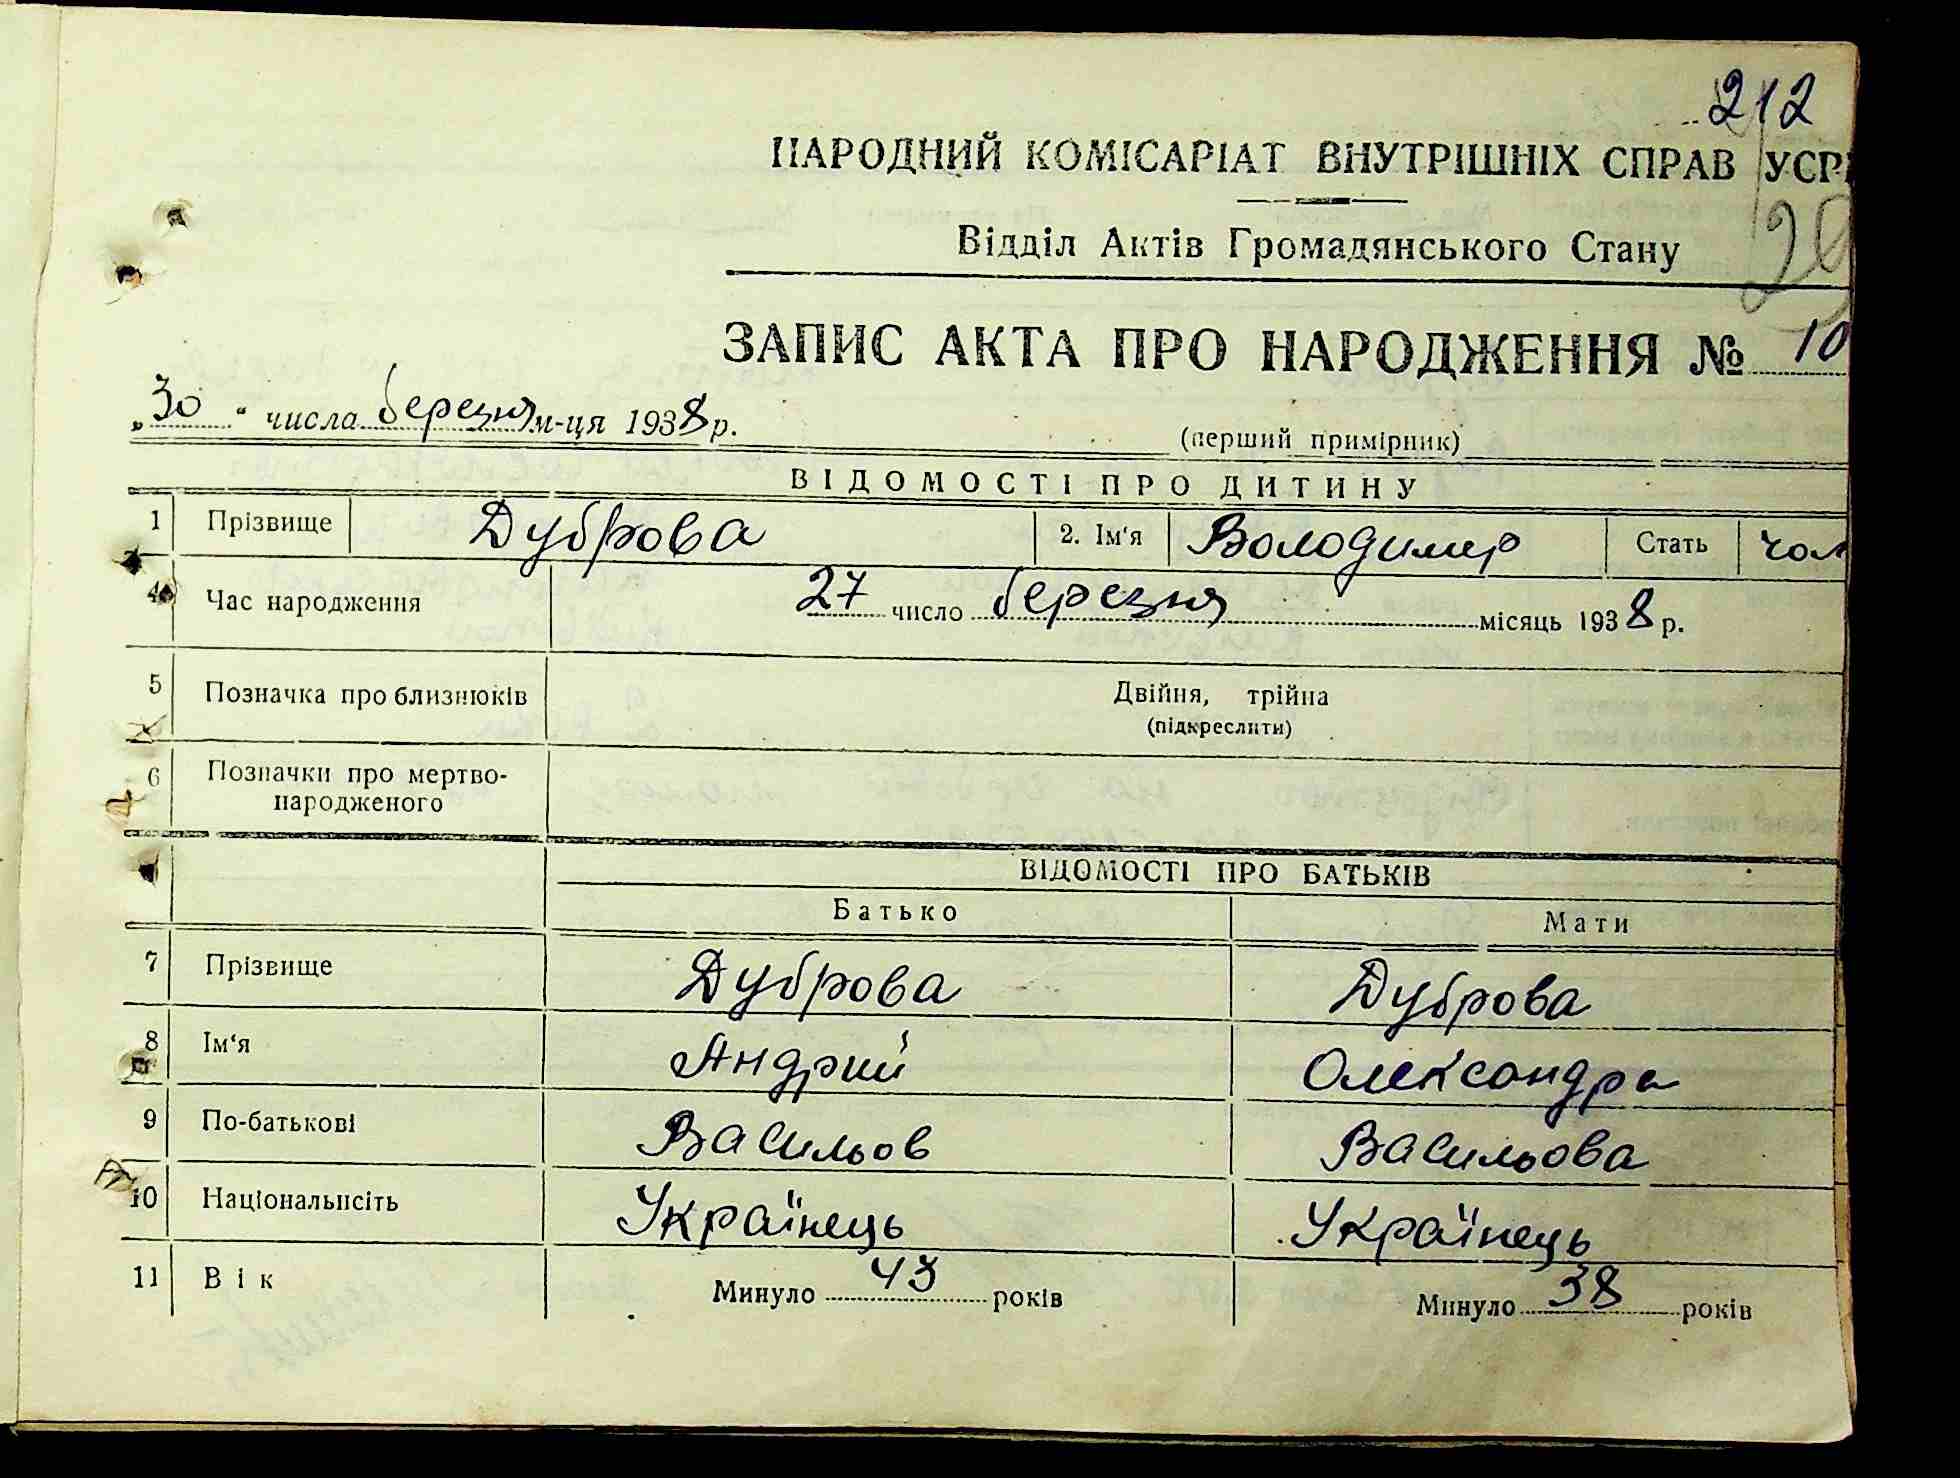 212
НАРОДНИЙ КОМІСАРІАТ ВНУТРІШНІХ СПРАВ УСР
29
Відділ Актів Громадянського Стану
ЗАПИС АКТА ПРО НАРОДЖЕННЯ № 10
„30“ числа березня м-ця 1938 р.
(перший примірник)
ВІДОМОСТІ ПРО ДИТИНУ
1 Прізвище Дуброва 2. Ім‘я Володимир Стать чол
4 Час народження 27 число березня місяць 1938 р.
5 Позначка про близнюків Двійня, трійна
(підкреслити)
6 Позначки про мертво-
народженого
ВІДОМОСТІ ПРО БАТЬКІВ
Батько Мати
7 Прізвище Дуброва Дуброва
8 Ім‘я Андрий Олександра
9 По-батькові Васильов Васильова
10 Національнсіть Українець Українець
11 Вік Минуло 43 років Минуло 38 років